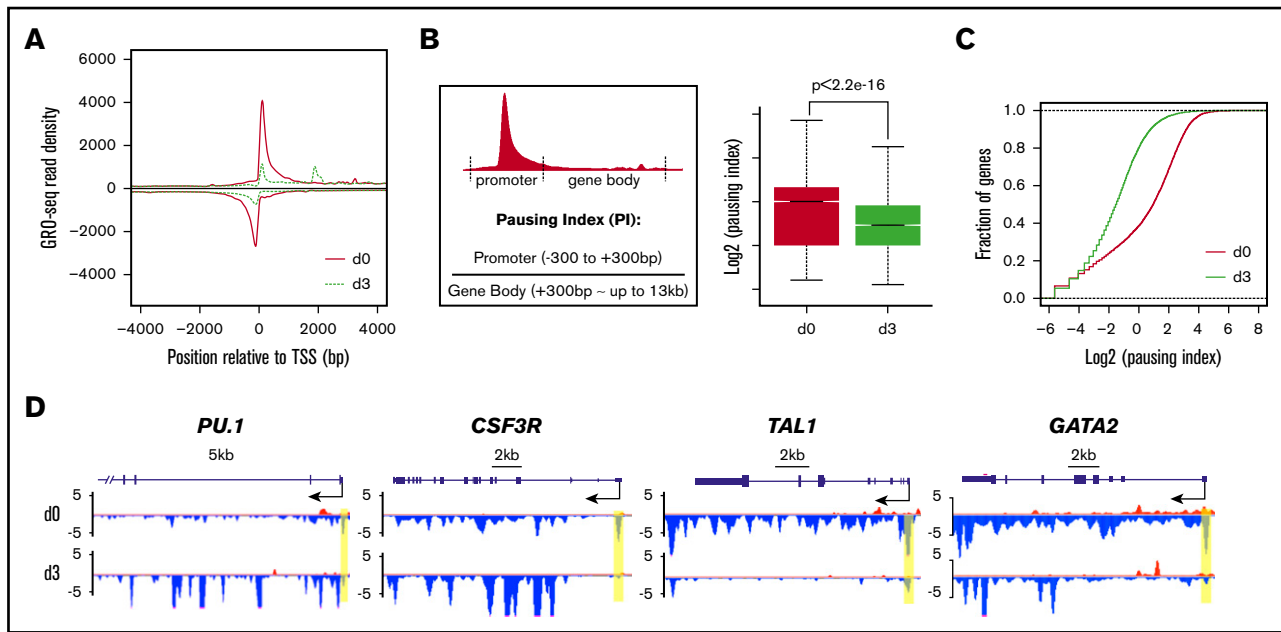 A
GRO-seq read density
6000
4000
2000
0
−2000
−4000
d0
d3
−4000 −2000 0 2000 4000
Position relative to TSS (bp)
B
promoter gene body
Pausing Index (PI):
Promoter (-300 to +300bp)
Gene Body (+300bp ~ up to 13kb)
p<2.2e-16
Log2 (pausing index)
d0 d3
C
Fraction of genes
1.0
0.8
0.6
0.4
0.2
0.0
d0
d3
−6 −4 −2 0 2 4 6 8
Log2 (pausing index)
D
PU.1 CSF3R TAL1 GATA2
5kb 2kb 2kb 2kb
5 5 5 5
d0
-5 -5 -5 -5
5 5 5 5
d3
-5 -5 -5 -5